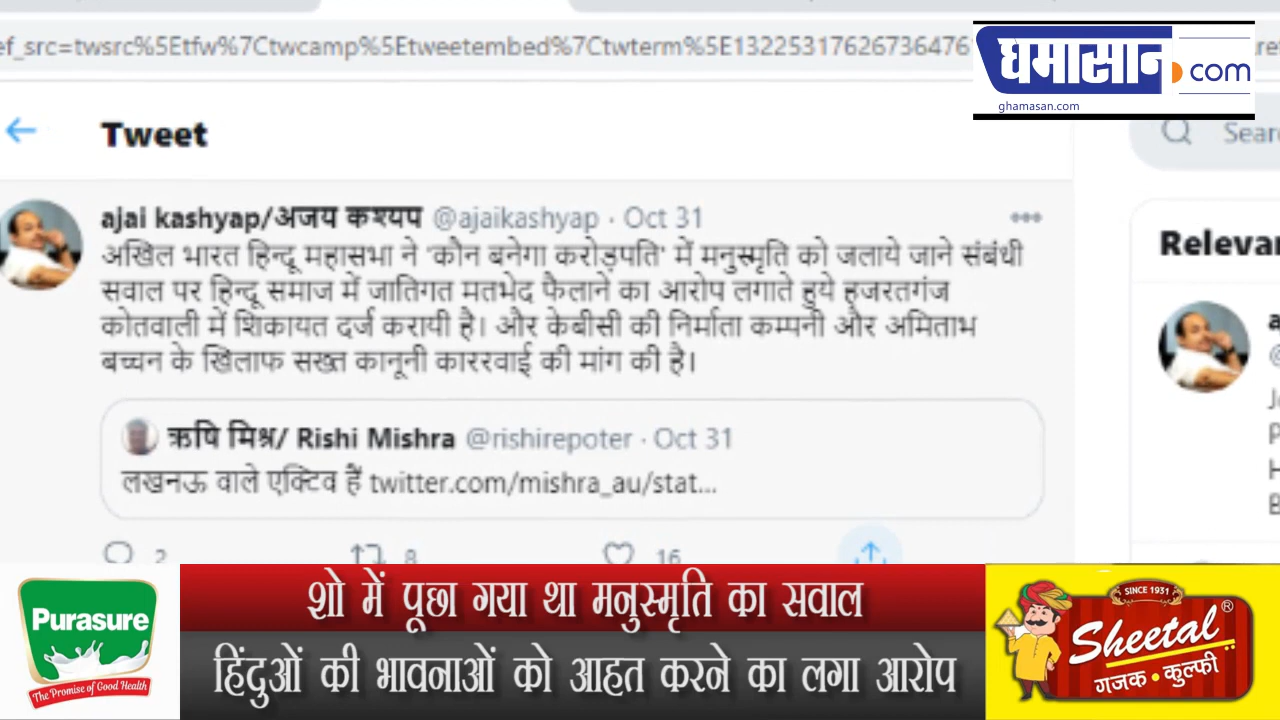 ef_src=twsrc%5Etfw%7Ctwcamp%5Etweetembed%7Ctwterm%5E13225317626736476
घमासान.com
ghamasan.com
Tweet
Sear
ajai kashyap/अजय कश्यप @ajaikashyap · Oct 31
अखिल भारत हिन्दू महासभा ने 'कौन बनेगा करोड़पति' में मनुस्मृति को जलाये जाने संबंधी
सवाल पर हिन्दू समाज में जातिगत मतभेद फैलाने का आरोप लगाते हुये हजरतगंज
कोतवाली में शिकायत दर्ज करायी है। और केबीसी की निर्माता कम्पनी और अमिताभ
बच्चन के खिलाफ सख्त कानूनी काररवाई की मांग की है।
Relevan
ऋषि मिश्र/ Rishi Mishra @rishirepoter · Oct 31
लखनऊ वाले एक्टिव हैं twitter.com/mishra_au/stat...
2 8 16
शो में पूछा गया था मनुस्मृति का सवाल
हिंदुओं की भावनाओं को आहत करने का लगा आरोप
Purasure
The Promise of Good Health
SINCE 1931
Sheetal®
गजक • कुल्फी